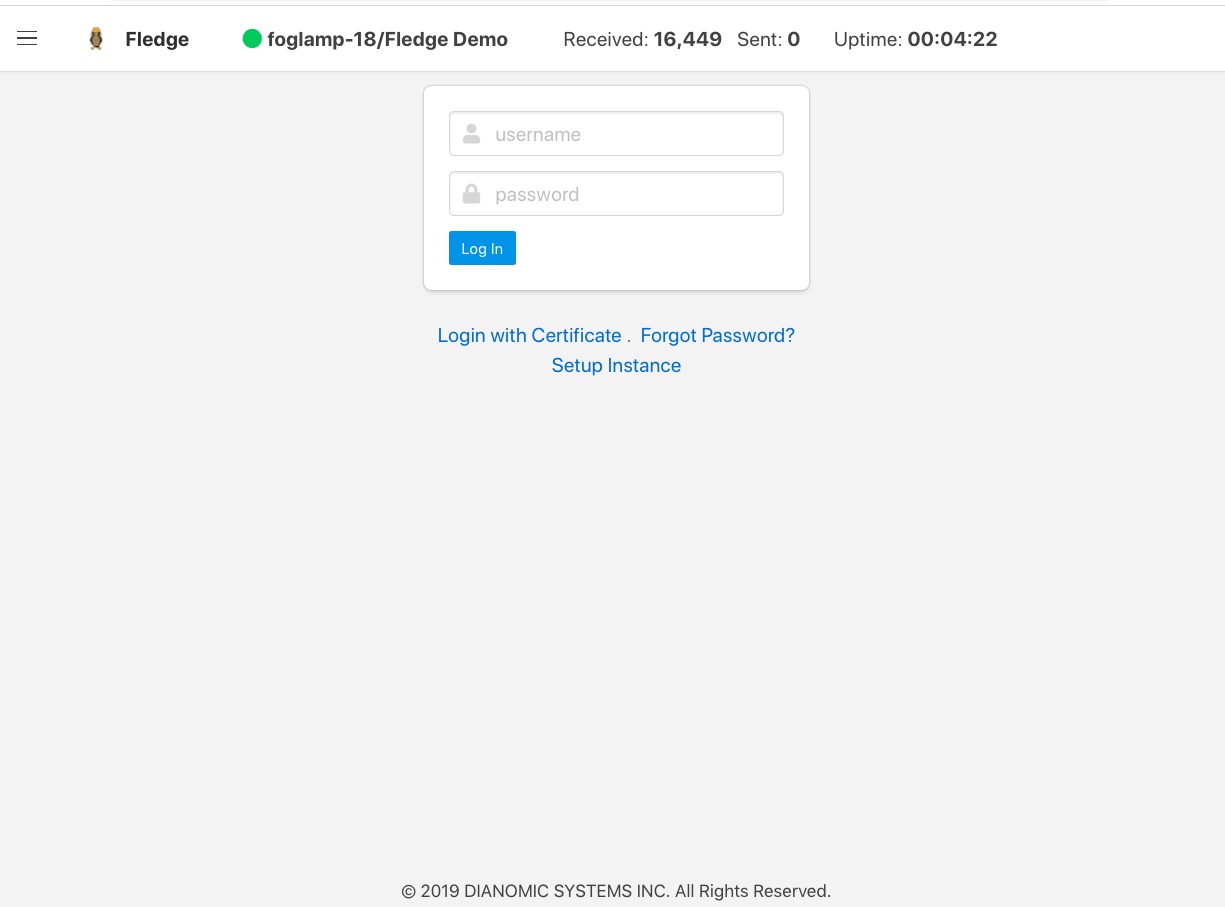 Fledge foglamp-18/Fledge Demo Received: 16,449 Sent: 0 Uptime: 00:04:22
username
password
Log In
Login with Certificate . Forgot Password?
Setup Instance
© 2019 DIANOMIC SYSTEMS INC. All Rights Reserved.